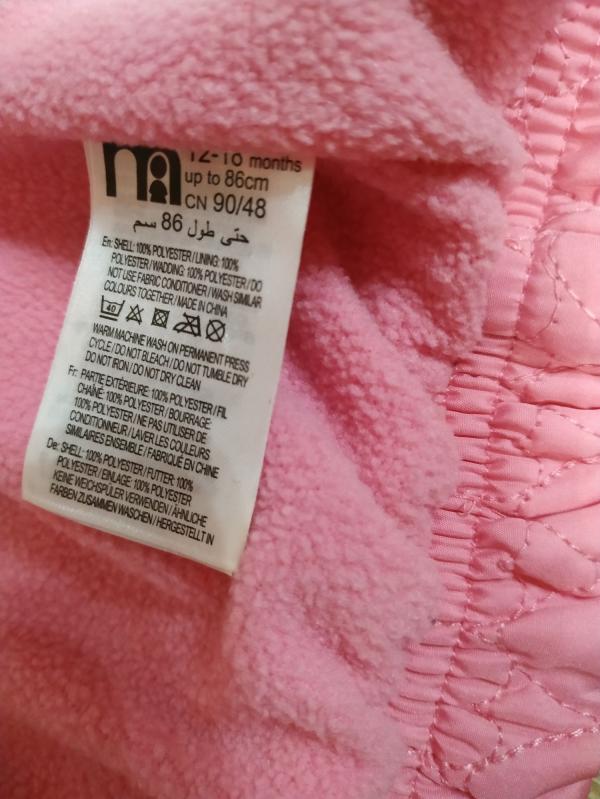 12-18 months
up to 86cm
CN 90/48
حتى طول 86 سم
En: SHELL: 100% POLYESTER / LINING: 100%
POLYESTER / WADDING: 100% POLYESTER / DO
NOT USE FABRIC CONDITIONER / WASH SIMILAR
COLOURS TOGETHER / MADE IN CHINA
40
WARM MACHINE WASH ON PERMANENT PRESS
CYCLE / DO NOT BLEACH / DO NOT TUMBLE DRY
DO NOT IRON / DO NOT DRY CLEAN
Fr: PARTIE EXTÉRIEURE: 100% POLYESTER / FIL
CHAÎNE: 100% POLYESTER / BOURRAGE
100% POLYESTER / NE PAS UTILISER DE
CONDITIONNEUR / LAVER LES COULEURS
SIMILAIRES ENSEMBLE / FABRIQUÉ EN CHINE
De: SHELL: 100% POLYESTER / FUTTER: 100%
POLYESTER / EINLAGE: 100% POLYESTER
KEINE WEICHSPÜLER VERWENDEN / ÄHNLICHE
FARBEN ZUSAMMEN WASCHEN / HERGESTELLT IN